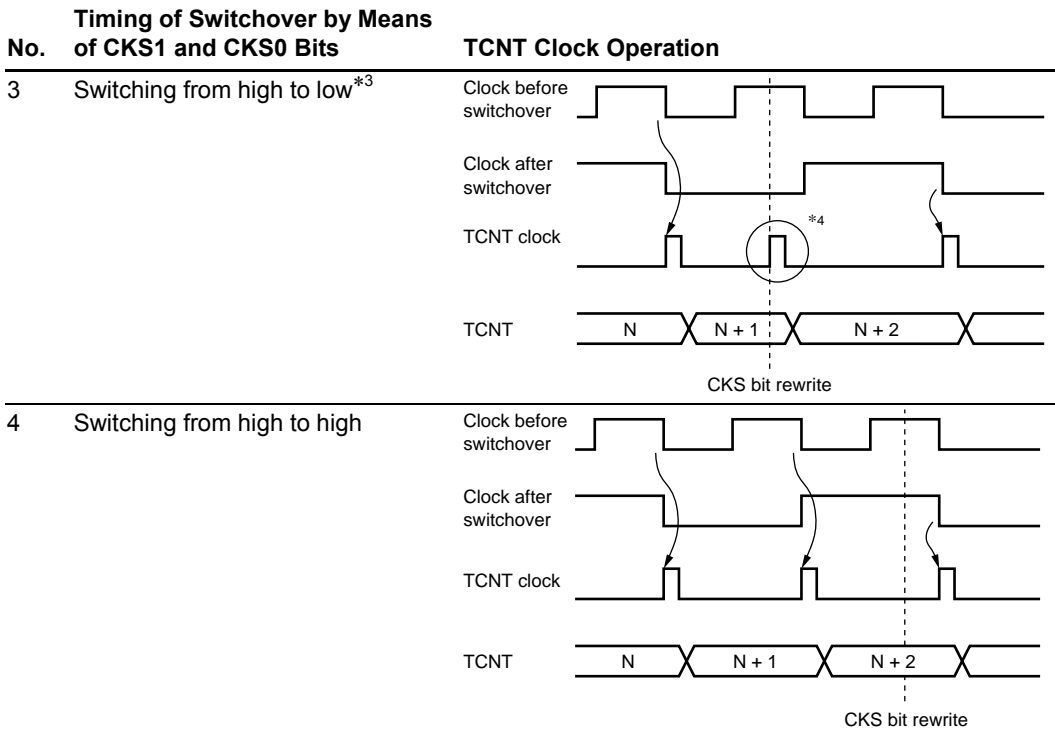 No.
Timing of Switchover by Means
of CKS1 and CKS0 Bits
TCNT Clock Operation
3
Switching from high to low*3
Clock before
switchover
Clock after
switchover
TCNT clock
*4
TCNT
N
N + 1
N + 2
CKS bit rewrite
4
Switching from high to high
Clock before
switchover
Clock after
switchover
TCNT clock
TCNT
N
N + 1
N + 2
CKS bit rewrite